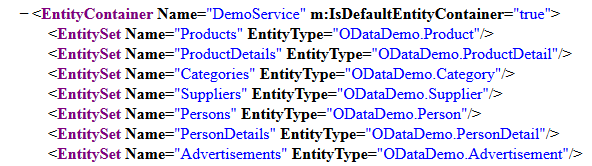 −<EntityContainer Name="DemoService" m:IsDefaultEntityContainer="true">
<EntitySet Name="Products" EntityType="ODataDemo.Product"/>
<EntitySet Name="ProductDetails" EntityType="ODataDemo.ProductDetail"/>
<EntitySet Name="Categories" EntityType="ODataDemo.Category"/>
<EntitySet Name="Suppliers" EntityType="ODataDemo.Supplier"/>
<EntitySet Name="Persons" EntityType="ODataDemo.Person"/>
<EntitySet Name="PersonDetails" EntityType="ODataDemo.PersonDetail"/>
<EntitySet Name="Advertisements" EntityType="ODataDemo.Advertisement"/>